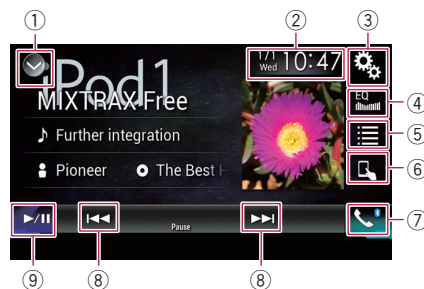 ① ② ③
1/1
Wed 10:47
iPod1
MIXTRAX Free
EQ
④
Further integration
⑤
Pioneer The Best H
⑥
Pause
⑦
⑨ ⑧ ⑧